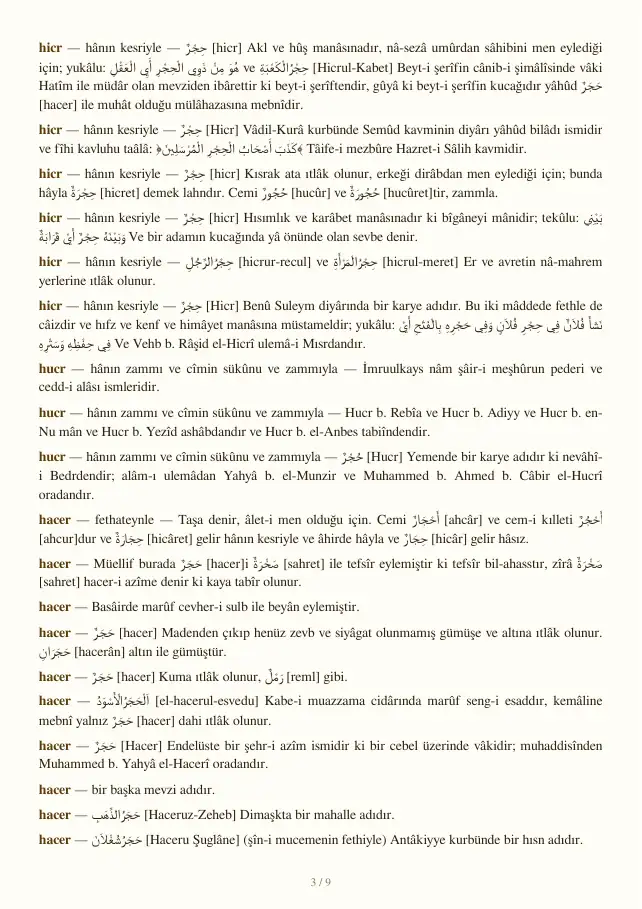 hicr — hânın kesriyle — حِجْرٌ [hicr] Akl ve hûş manâsınadır, nâ-sezâ umûrdan sâhibini men eylediği
için; yukâlu: هُوَ مِنْ ذَوِي الْحِجْرِ أَيِ الْعَقْلِ ve حِجْرُالْكَعْبَةِ [Hicrul-Kabet] Beyt-i şerîfin cânib-i şimâlîsinde vâki
Hatîm ile müdâr olan mevziden ibârettir ki beyt-i şerîftendir, gûyâ ki beyt-i şerîfin kucağıdır yâhûd حَجَرٌ
[hacer] ile muhât olduğu mülâhazasına mebnîdir.
hicr — hânın kesriyle — حِجْرٌ [Hicr] Vâdil-Kurâ kurbünde Semûd kavminin diyârı yâhûd bilâdı ismidir
ve fîhi kavluhu taâlâ: ﴿كَذَّبَ أَصْحَابُ الْحِجْرِ الْمُرْسَلِينَ﴾ Tâife-i mezbûre Hazret-i Sâlih kavmidir.
hicr — hânın kesriyle — حِجْرٌ [hicr] Kısrak ata ıtlâk olunur, erkeği dirâbdan men eylediği için; bunda
hâyla حِجْرَةٌ [hicret] demek lahndır. Cemi حُجُورٌ [hucûr] ve حُجُورَةٌ [hucûret]tir, zammla.
hicr — hânın kesriyle — حِجْرٌ [hicr] Hısımlık ve karâbet manâsınadır ki bîgâneyi mânidir; tekûlu: بَيْنِي
وَبَيْنَهُ حِجْرٌ أَيْ قَرَابَةٌ Ve bir adamın kucağında yâ önünde olan sevbe denir.
hicr — hânın kesriyle — حِجْرُالرَّجُلِ [hicrur-recul] ve حِجْرُالْمَرْأَةِ [hicrul-meret] Er ve avretin nâ-mahrem
yerlerine ıtlâk olunur.
hicr — hânın kesriyle — حِجْرٌ [Hicr] Benû Suleym diyârında bir karye adıdır. Bu iki mâddede fethle de
câizdir ve hıfz ve kenf ve himâyet manâsına müstameldir; yukâlu: نَشَأَ فُلَانٌ فِي حِجْرِ فُلَانٍ وَفِي حَجْرِهِ بِالْفَتْحِ أَيْ
فِي حِفْظِهِ وَسَتْرِهِ Ve Vehb b. Râşid el-Hicrî ulemâ-i Mısrdandır.
hucr — hânın zammı ve cîmin sükûnu ve zammıyla — İmruulkays nâm şâir-i meşhûrun pederi ve
cedd-i alâsı ismleridir.
hucr — hânın zammı ve cîmin sükûnu ve zammıyla — Hucr b. Rebîa ve Hucr b. Adiyy ve Hucr b. en-
Nu mân ve Hucr b. Yezîd ashâbdandır ve Hucr b. el-Anbes tabiîndendir.
hucr — hânın zammı ve cîmin sükûnu ve zammıyla — حُجْرٌ [Hucr] Yemende bir karye adıdır ki nevâhî-
i Bedrdendir; alâm-ı ulemâdan Yahyâ b. el-Munzir ve Muhammed b. Ahmed b. Câbir el-Hucrî
oradandır.
hacer — fethateynle — Taşa denir, âlet-i men olduğu için. Cemi أَحْجَارٌ [ahcâr] ve cem-i kılleti أَحْجُرٌ
[ahcur]dur ve حِجَارَةٌ [hicâret] gelir hânın kesriyle ve âhirde hâyla ve حِجَارٌ [hicâr] gelir hâsız.
hacer — Müellif burada حَجَرٌ [hacer]i صَخْرَةٌ [sahret] ile tefsîr eylemiştir ki tefsîr bil-ahasstır, zîrâ صَخْرَةٌ
[sahret] hacer-i azîme denir ki kaya tabîr olunur.
hacer — Basâirde marûf cevher-i sulb ile beyân eylemiştir.
hacer — حَجَرٌ [hacer] Madenden çıkıp henüz zevb ve siyâgat olunmamış gümüşe ve altına ıtlâk olunur.
حَجَرَانِ [hacerân] altın ile gümüştür.
hacer — حَجَرٌ [hacer] Kuma ıtlâk olunur, رَمْلٌ [reml] gibi.
hacer — اَلْحَجَرُالْأَسْوَدُ [el-hacerul-esvedu] Kabe-i muazzama cidârında marûf seng-i esaddır, kemâline
mebnî yalnız حَجَرٌ [hacer] dahi ıtlâk olunur.
hacer — حَجَرٌ [Hacer] Endelüste bir şehr-i azîm ismidir ki bir cebel üzerinde vâkidir; muhaddisînden
Muhammed b. Yahyâ el-Hacerî oradandır.
hacer — bir başka mevzi adıdır.
hacer — حَجَرُالذَّهَبِ [Haceruz-Zeheb] Dımaşkta bir mahalle adıdır.
hacer — حَجَرُشُغْلَانَ [Haceru Şuglâne] (şîn-i mucemenin fethiyle) Antâkiyye kurbünde bir hısn adıdır.
3 / 9